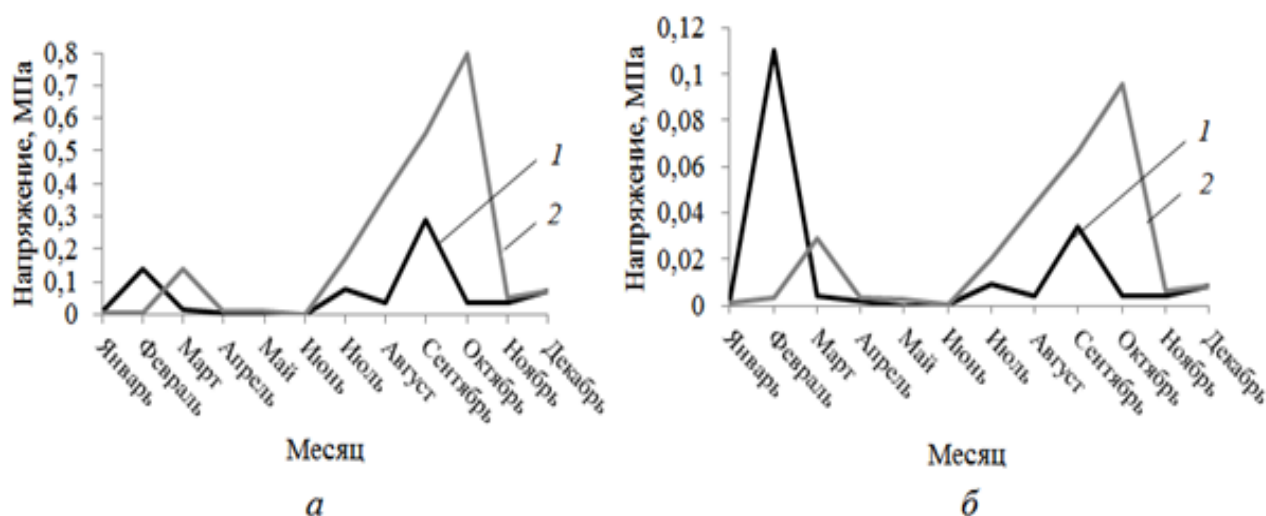 Напряжение, МПа
0,8
0,7
0,6
0,5
0,4
0,3
0,2
0,1
0
1
2
Январь
Февраль
Март
Апрель
Май
Июнь
Июль
Август
Сентябрь
Октябрь
Ноябрь
Декабрь
Месяц
а
Напряжение, МПа
0,12
0,1
0,08
0,06
0,04
0,02
0
1
2
Январь
Февраль
Март
Апрель
Май
Июнь
Июль
Август
Сентябрь
Октябрь
Ноябрь
Декабрь
Месяц
б